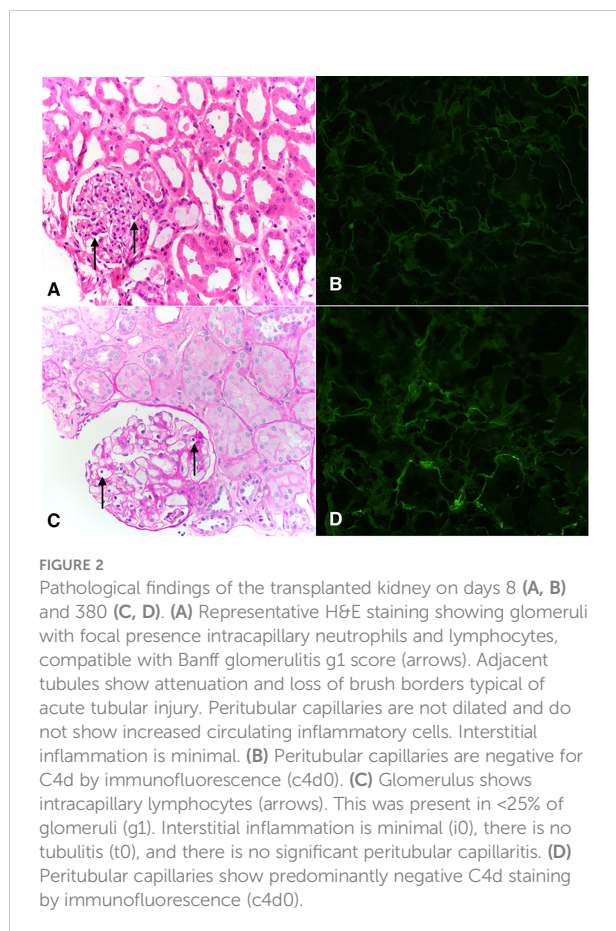 A
B
C
D
FIGURE 2
Pathological findings of the transplanted kidney on days 8 (A, B)
and 380 (C, D). (A) Representative H&E staining showing glomeruli
with focal presence intracapillary neutrophils and lymphocytes,
compatible with Banff glomerulitis g1 score (arrows). Adjacent
tubules show attenuation and loss of brush borders typical of
acute tubular injury. Peritubular capillaries are not dilated and do
not show increased circulating inflammatory cells. Interstitial
inflammation is minimal. (B) Peritubular capillaries are negative for
C4d by immunofluorescence (c4d0). (C) Glomerulus shows
intracapillary lymphocytes (arrows). This was present in <25% of
glomeruli (g1). Interstitial inflammation is minimal (i0), there is no
tubulitis (t0), and there is no significant peritubular capillaritis. (D)
Peritubular capillaries show predominantly negative C4d staining
by immunofluorescence (c4d0).